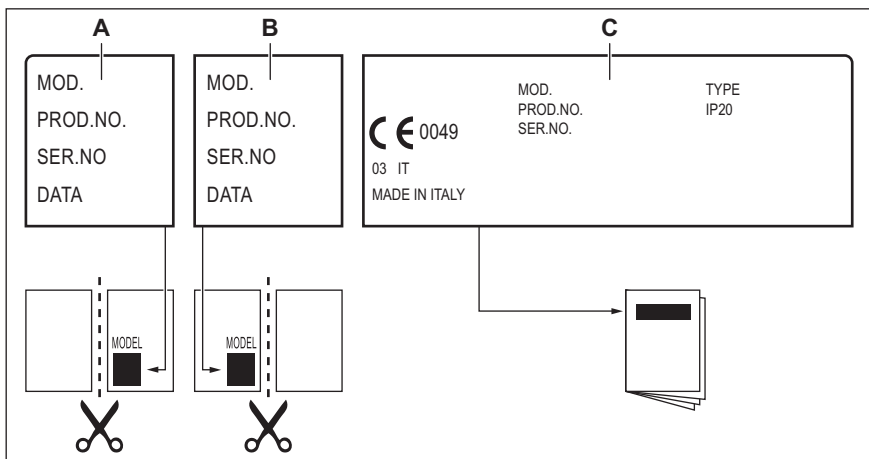 A
B
C
MOD.
PROD.NO.
SER.NO
DATA
MOD.
PROD.NO.
SER.NO
DATA
MOD.
PROD.NO.
SER.NO.
TYPE
IP20
CE 0049
03 IT
MADE IN ITALY
MODEL
MODEL